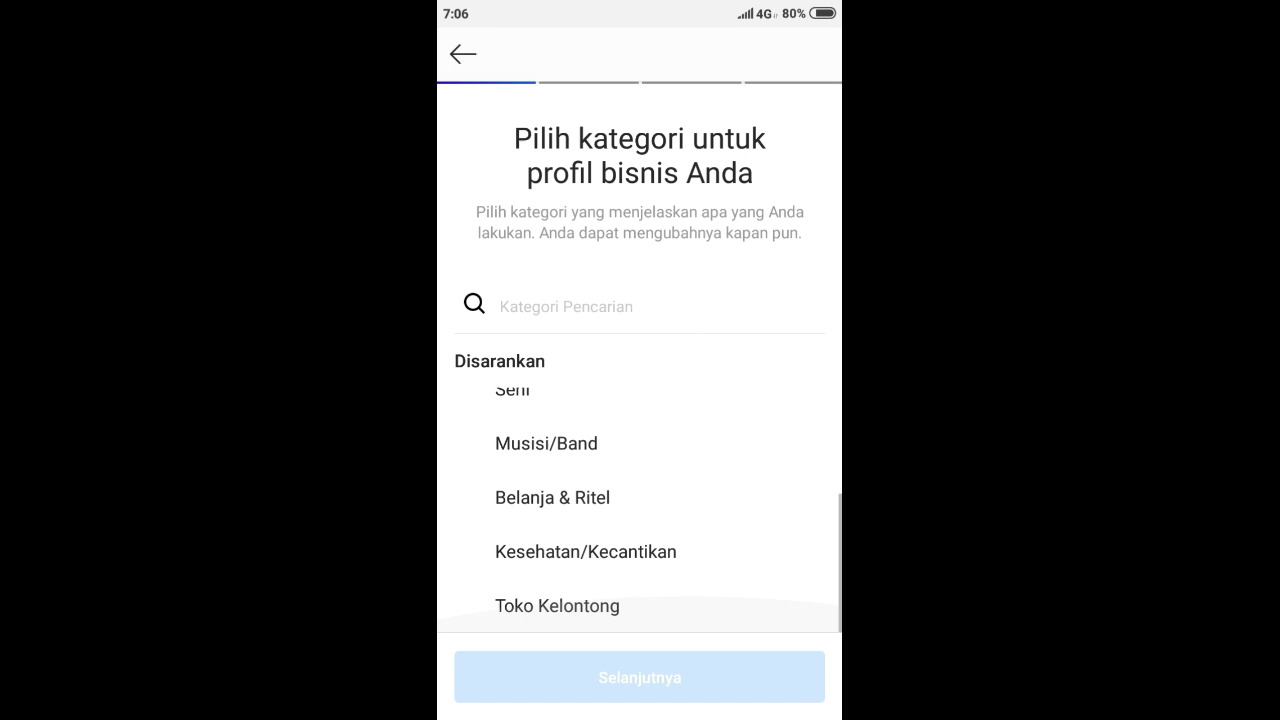 7:06
4G
80%
Pilih kategori untuk
profil bisnis Anda
Pilih kategori yang menjelaskan apa yang Anda
lakukan. Anda dapat mengubahnya kapan pun.
Kategori Pencarian
Disarankan
Seni
Musisi/Band
Belanja & Ritel
Kesehatan/Kecantikan
Toko Kelontong
Selanjutnya